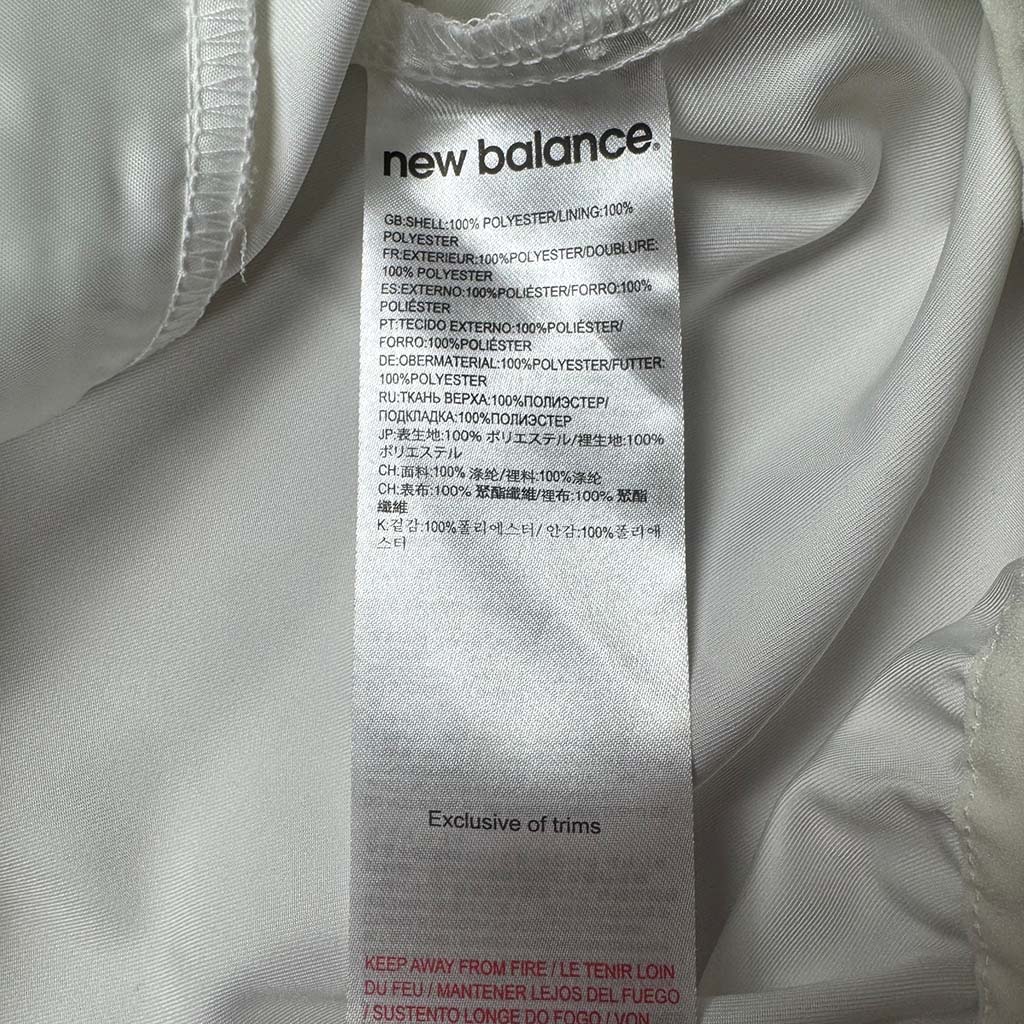 new balance.
GB:SHELL:100% POLYESTER/LINING:100%
POLYESTER
FR:EXTERIEUR:100%POLYESTER/DOUBLURE:
100% POLYESTER
ES:EXTERNO:100%POLIÉSTER/FORRO:100%
POLIÉSTER
PT:TECIDO EXTERNO:100%POLIÉSTER/
FORRO:100%POLIÉSTER
DE:OBERMATERIAL:100%POLYESTER/FUTTER:
100%POLYESTER
RU:ТКАНЬ ВЕРХА:100%ПОЛИЭСТЕР/
ПОДКЛАДКА:100%ПОЛИЭСТЕР
JP:表生地:100% ポリエステル/裡生地:100%
ポリエステル
CH:面料:100% 涤纶/裡料:100%涤纶
CH:表布:100% 聚酯纖維/裡布:100% 聚酯
纖維
K:겉감:100%폴리에스터/ 안감:100%폴리에
스터
Exclusive of trims
KEEP AWAY FROM FIRE / LE TENIR LOIN
DU FEU / MANTENER LEJOS DEL FUEGO
/ SUSTENTO LONGE DO FOGO / VON